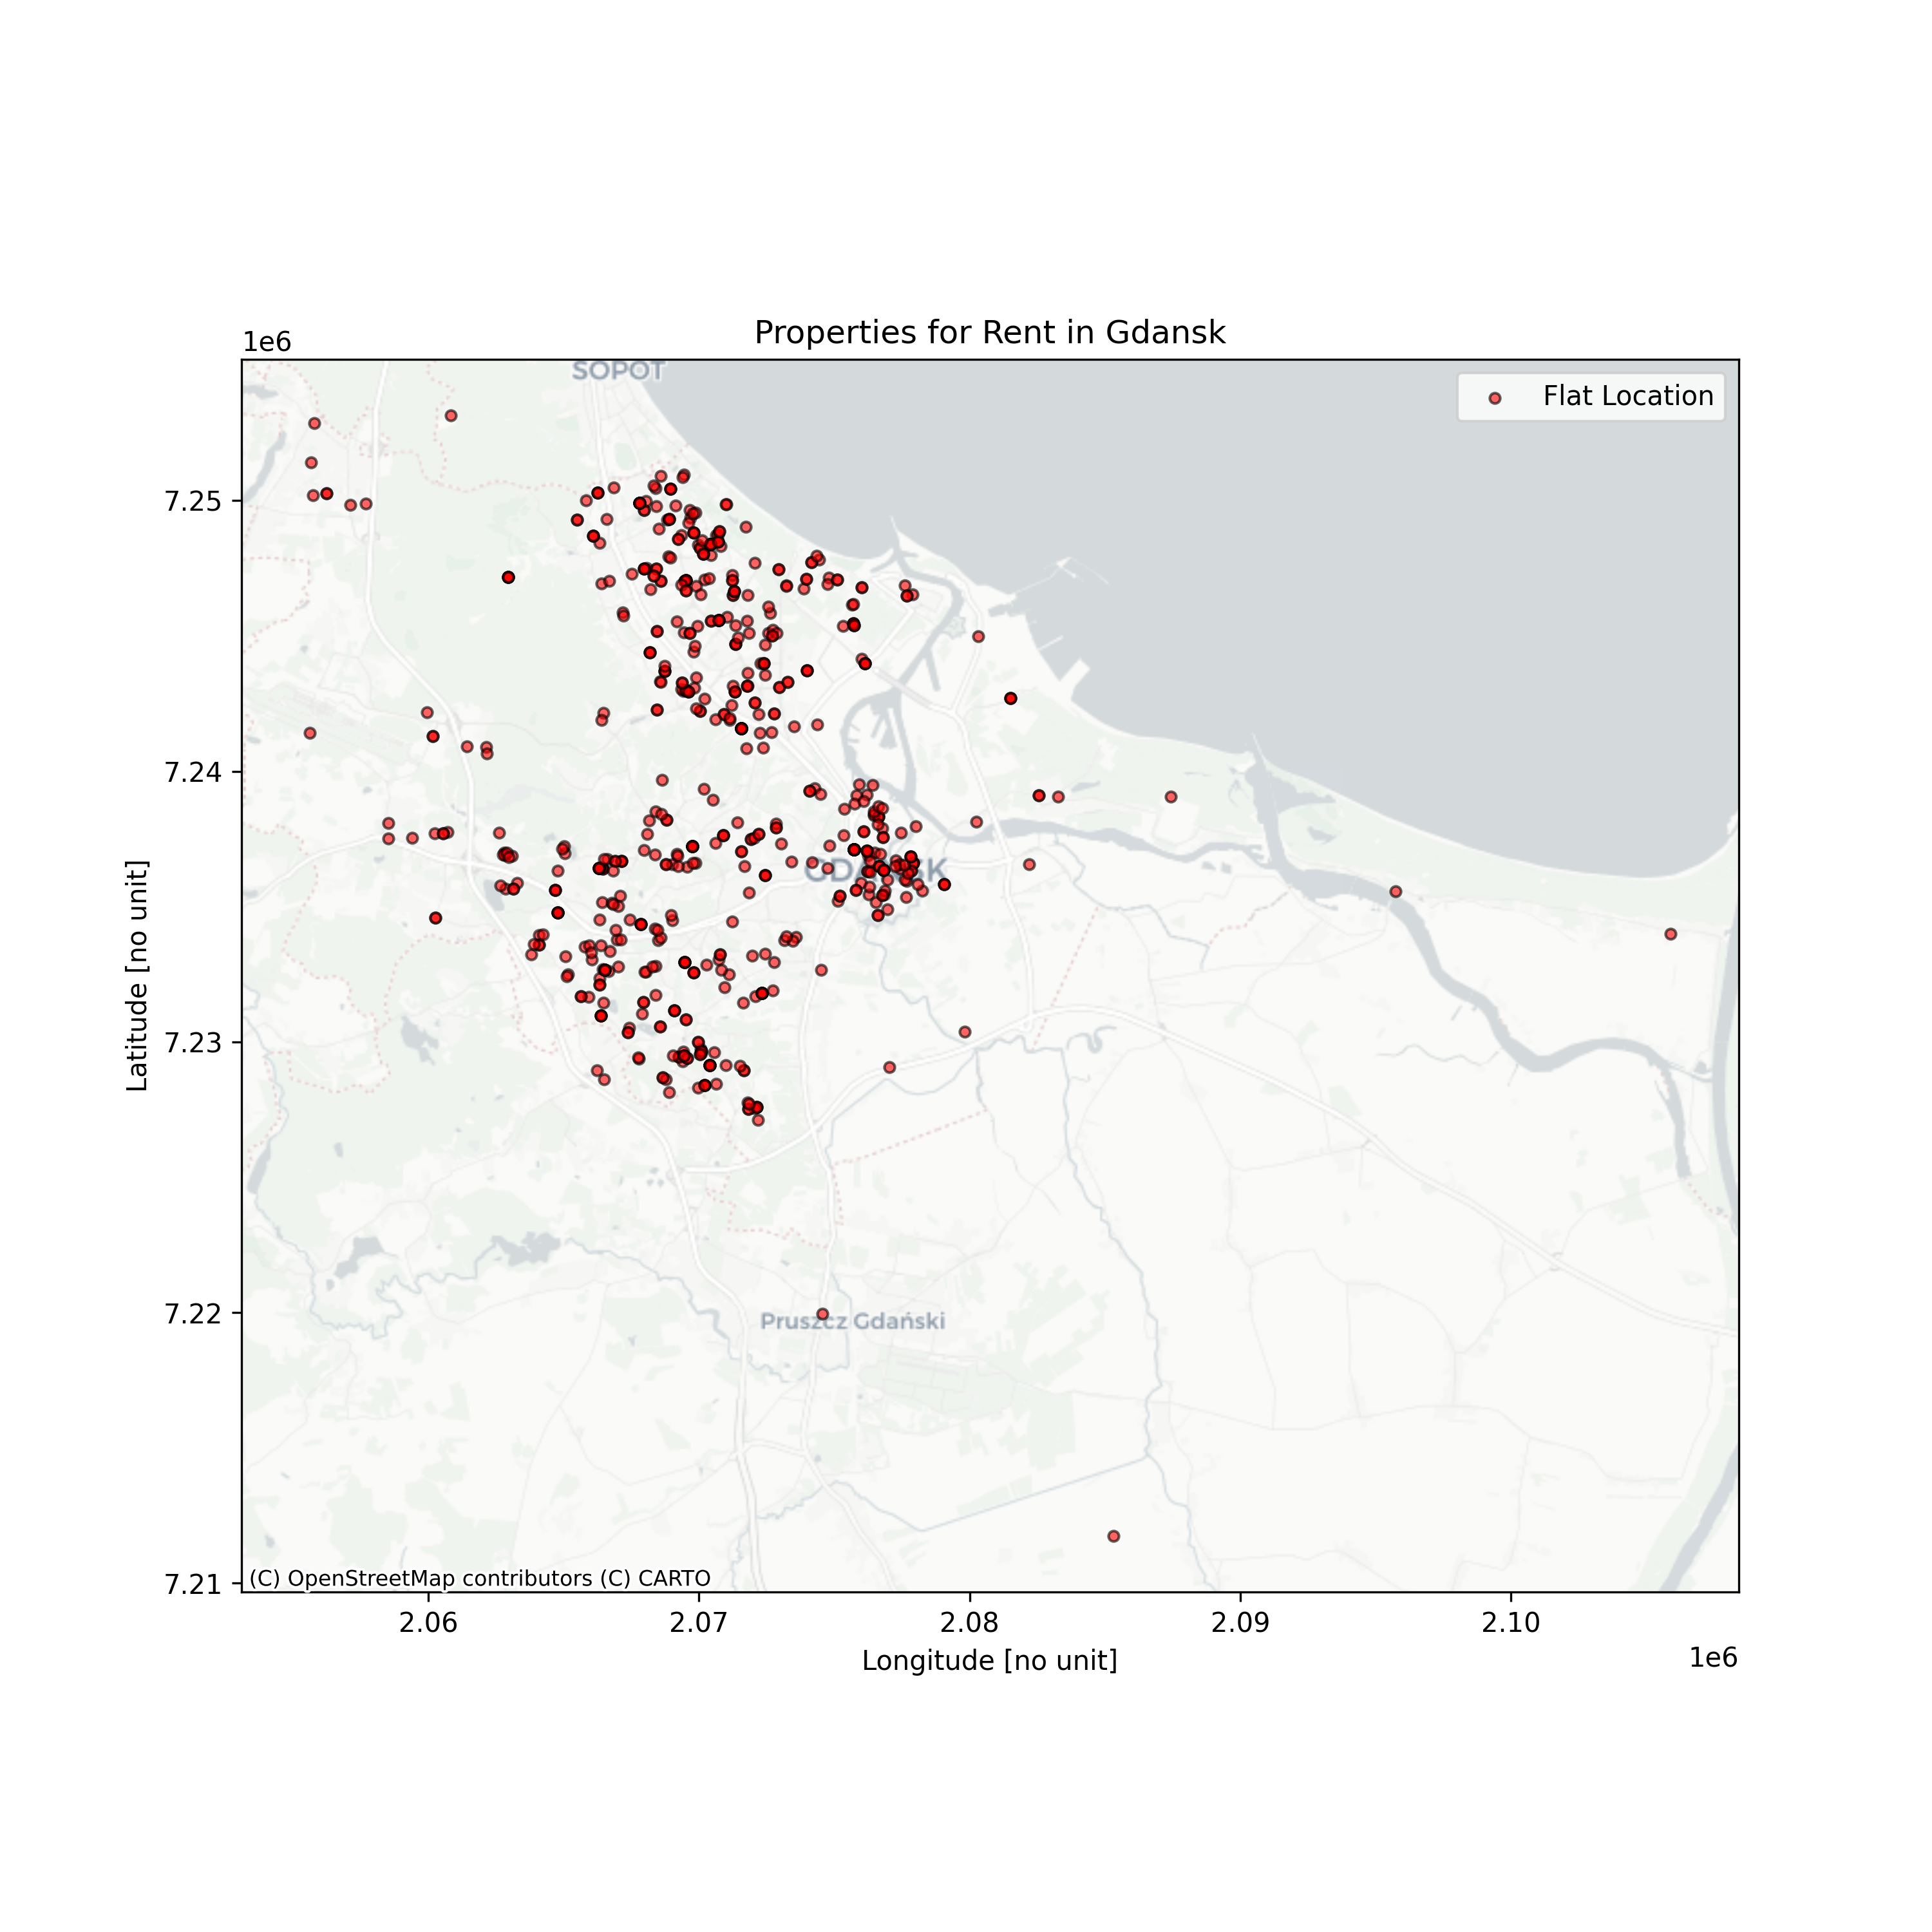 Properties for Rent in Gdansk
1e6
SOPOT
Flat Location
7.25
7.24
GDAŃSK
7.23
7.22
Pruszcz Gdański
7.21
(C) OpenStreetMap contributors (C) CARTO
2.06 2.07 2.08 2.09 2.10
Longitude [no unit]
1e6
Latitude [no unit]